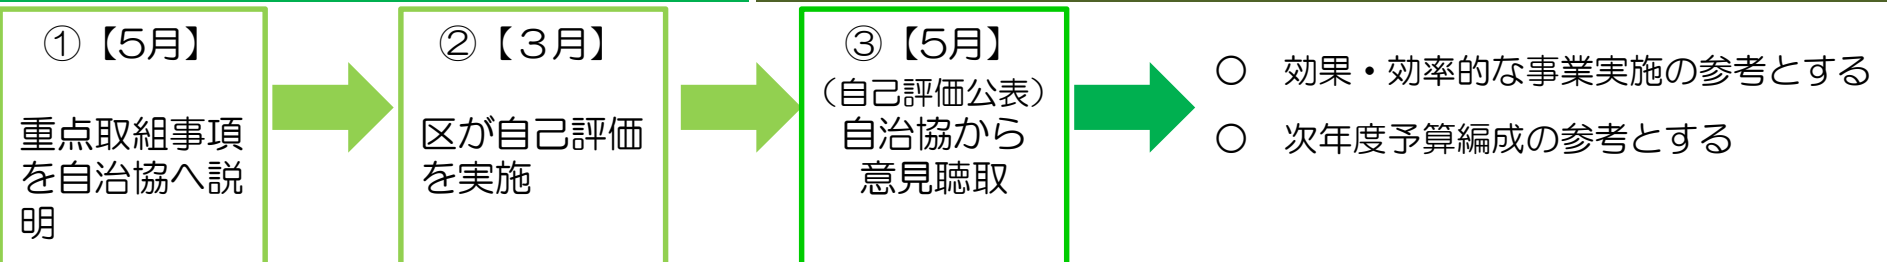 ①【5月】
重点取組事項
を自治協へ説
明
②【３月】
区が自己評価
を実施
③【5月】
（自己評価公表）
自治協から
意見聴取
○　効果・効率的な事業実施の参考とする
○　次年度予算編成の参考とする